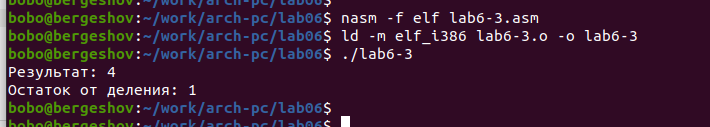 bobo@bergeshov:~/work/arch-pc/lab06$ nasm -f elf lab6-3.asm
bobo@bergeshov:~/work/arch-pc/lab06$ ld -m elf_i386 lab6-3.o -o lab6-3
bobo@bergeshov:~/work/arch-pc/lab06$ ./lab6-3
Результат: 4
Остаток от деления: 1
bobo@bergeshov:~/work/arch-pc/lab06$
bobo@bergeshov:~/work/arch-pc/lab06$